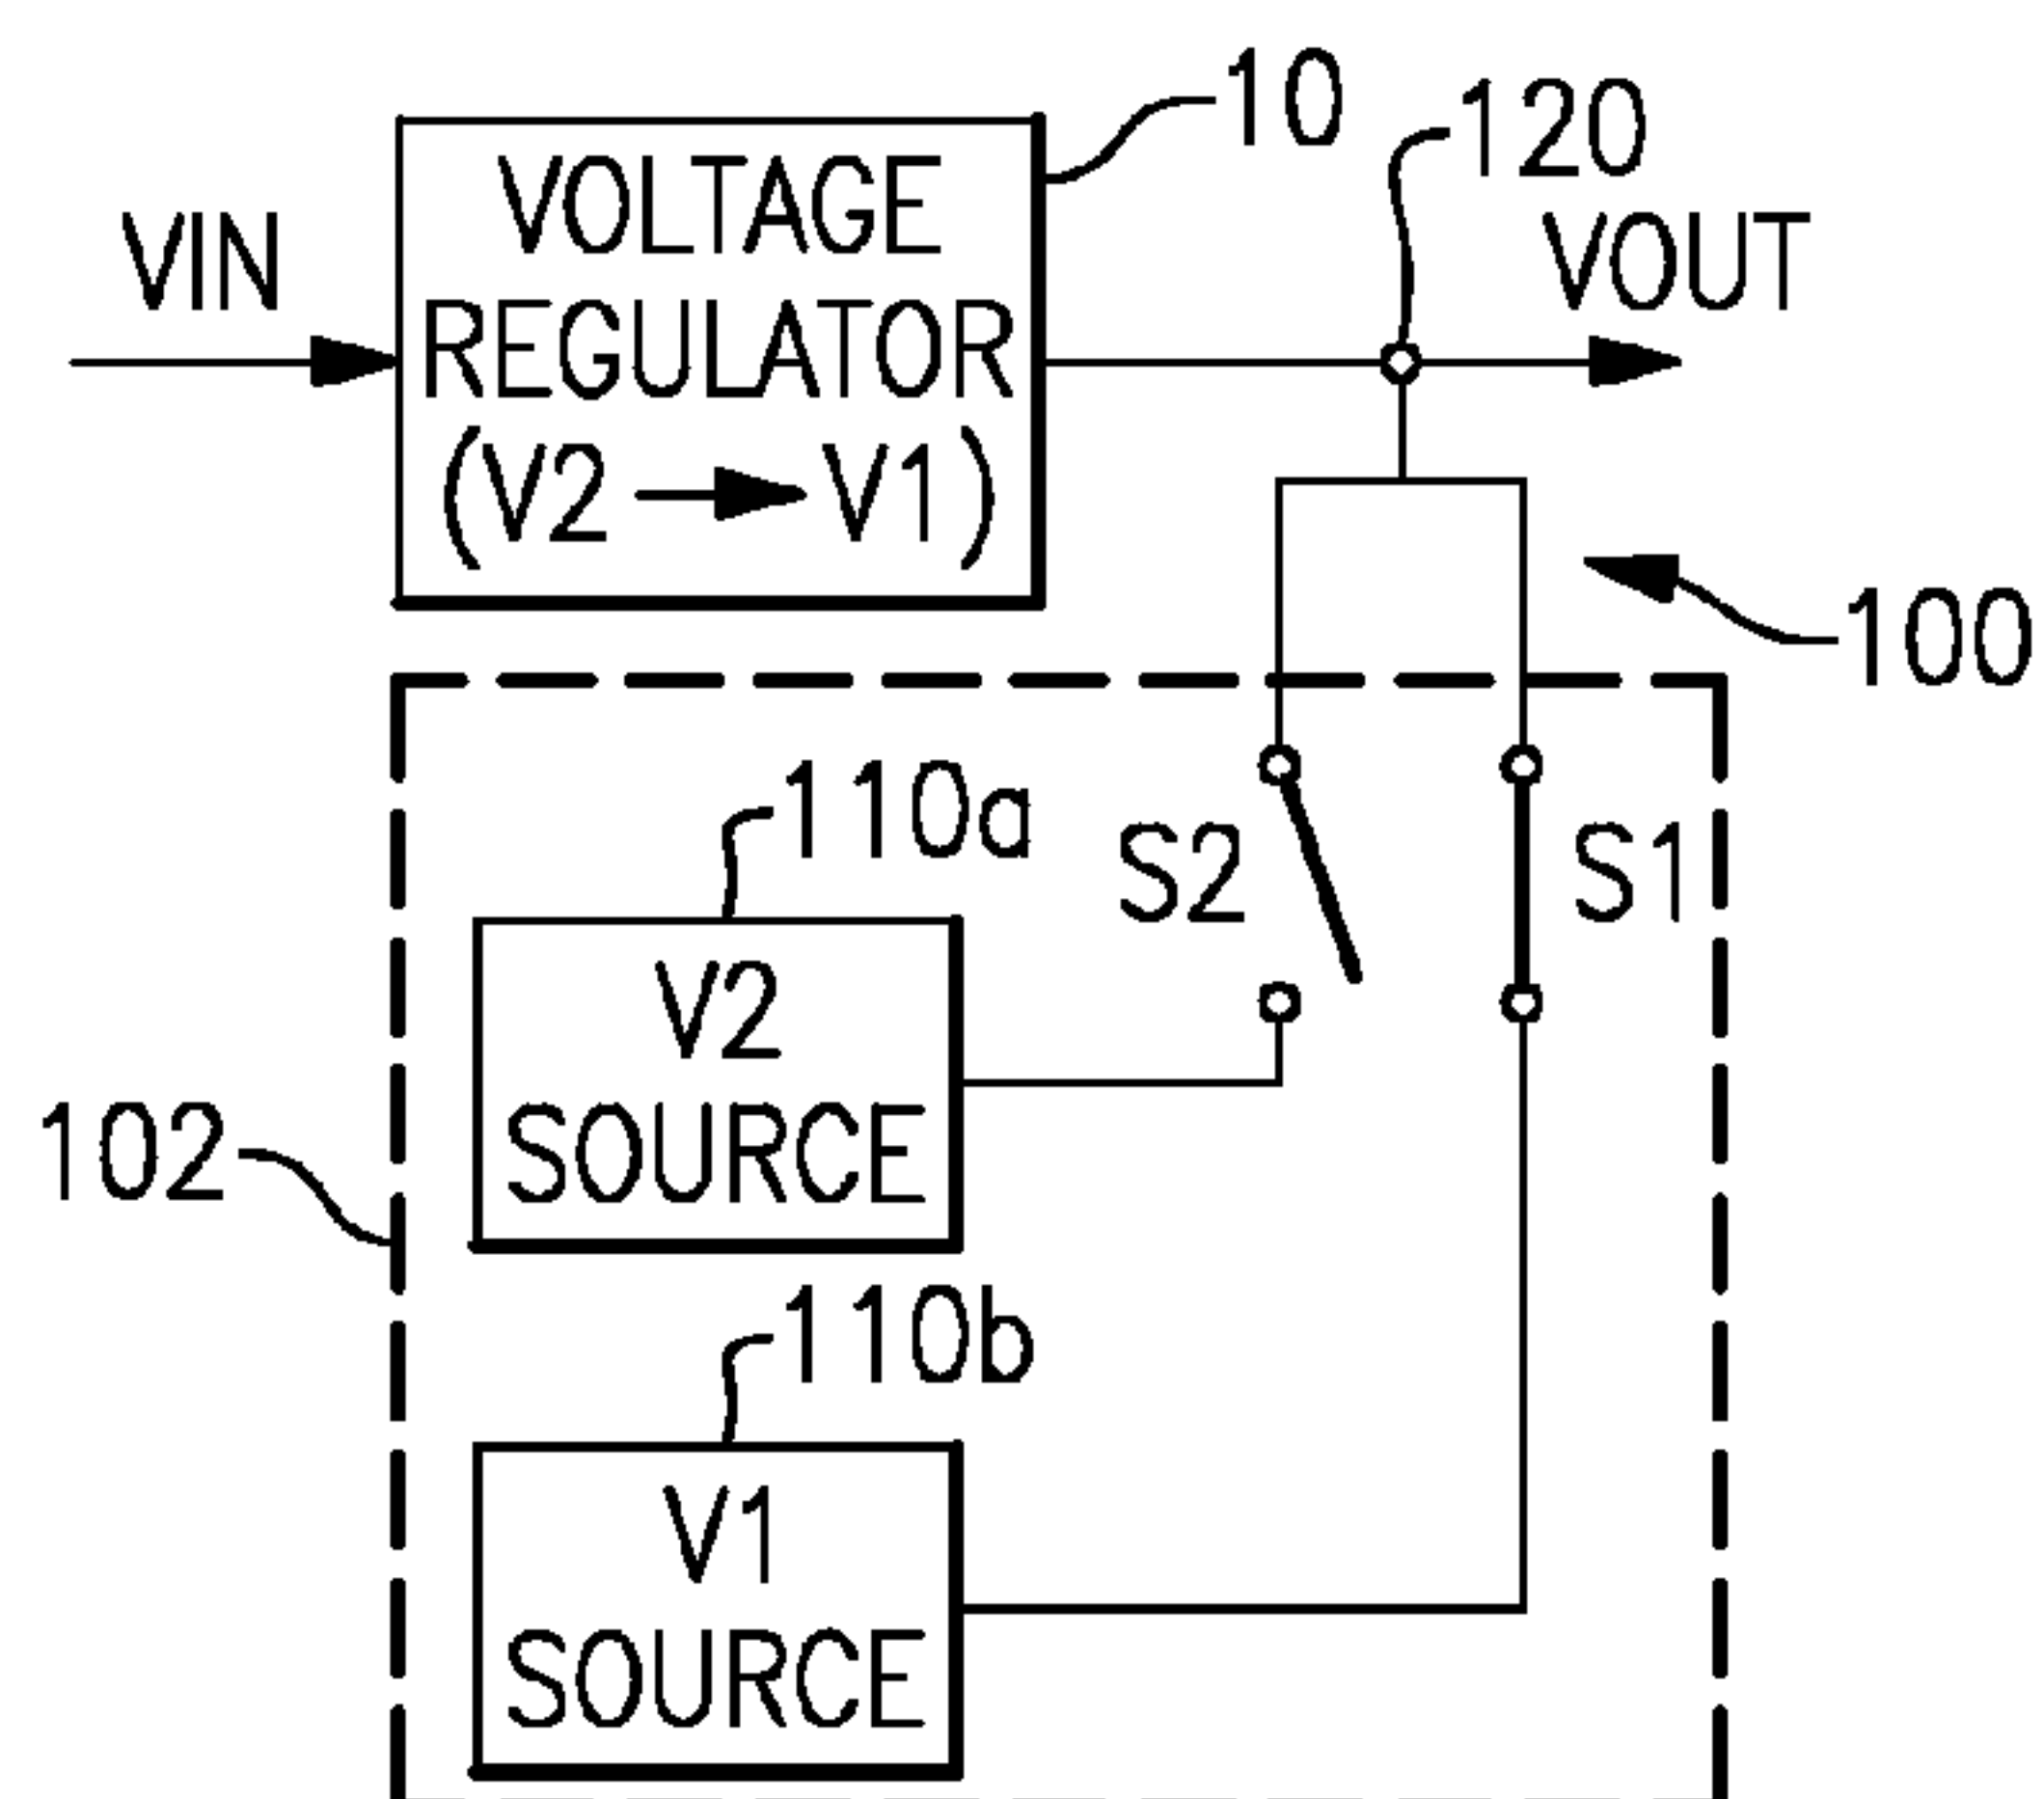 10
120
VIN
VOLTAGE
REGULATOR
(V2 → V1)
VOUT
100
110a
S2
S1
V2
SOURCE
102
110b
V1
SOURCE